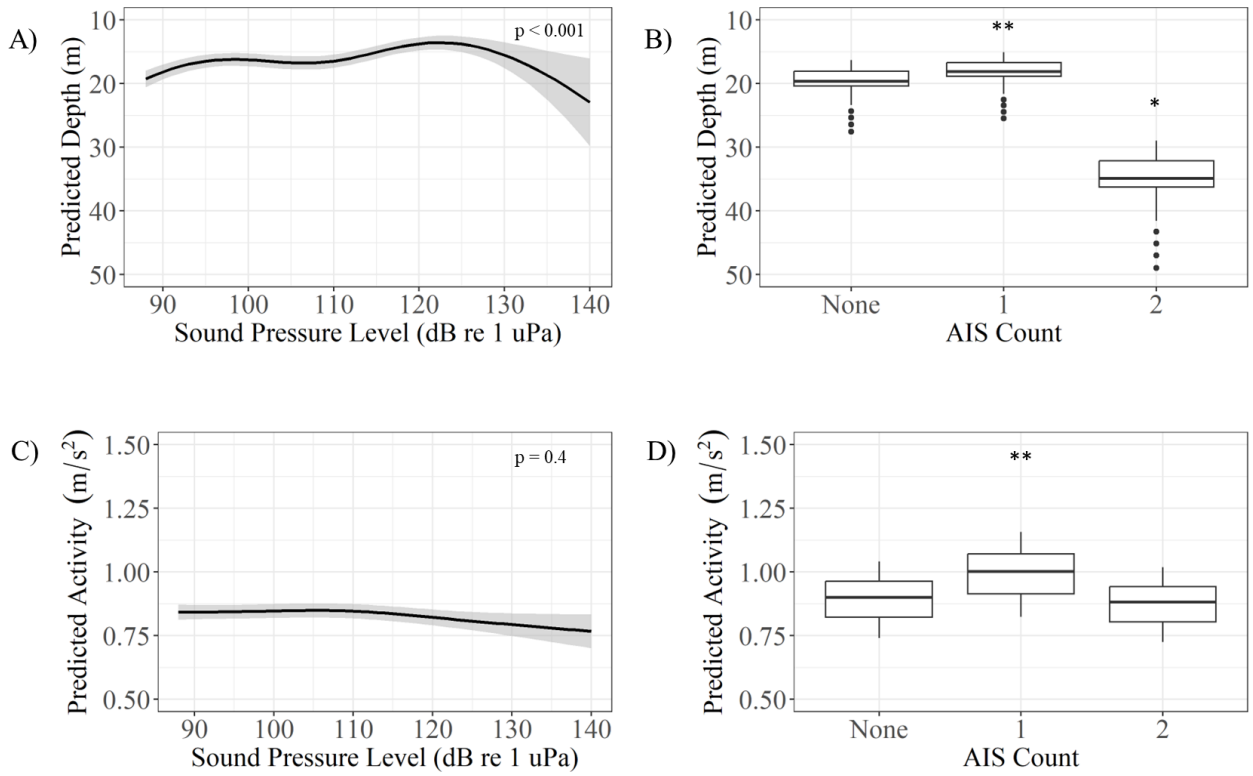 A)
Predicted Depth (m)
10
20
30
40
50
p < 0.001
90 100 110 120 130 140
Sound Pressure Level (dB re 1 uPa)
B)
Predicted Depth (m)
10
20
30
40
50
**
*
None 1 2
AIS Count
C)
Predicted Activity (m/s²)
1.50
1.25
1.00
0.75
0.50
p = 0.4
90 100 110 120 130 140
Sound Pressure Level (dB re 1 uPa)
D)
Predicted Activity (m/s²)
1.50
1.25
1.00
0.75
0.50
**
None 1 2
AIS Count